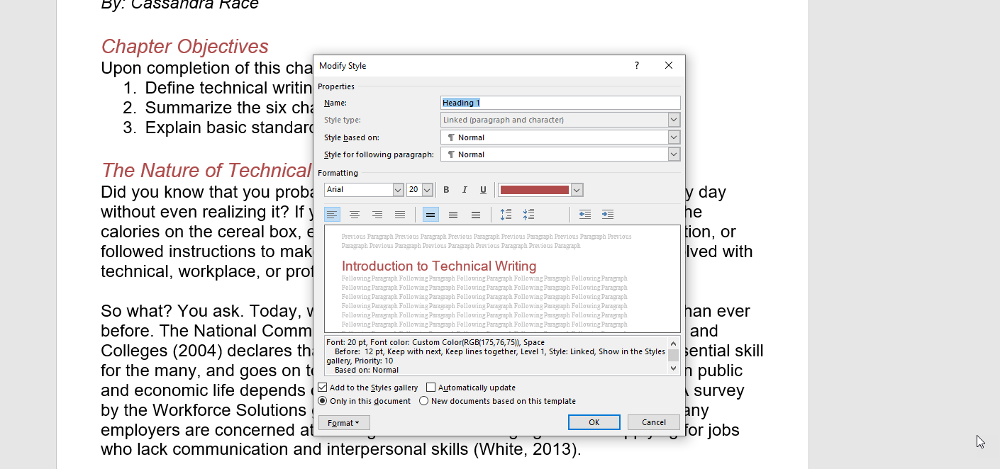 By: Cassandra Race
Chapter Objectives
Upon completion of this cha
1. Define technical writin
2. Summarize the six cha
3. Explain basic standard
The Nature of Technical
Did you know that you proba y day
without even realizing it? If y he
calories on the cereal box, e tion, or
followed instructions to mak lved with
technical, workplace, or prof
So what? You ask. Today, w han ever
before. The National Comm and
Colleges (2004) declares tha sential skill
for the many, and goes on to n public
and economic life depends A survey
by the Workforce Solutions any
employers are concerned at for jobs
who lack communication and interpersonal skills (White, 2013).
Modify Style ?
Properties
Name: Heading 1
Style type: Linked (paragraph and character)
Style based on: ¶ Normal
Style for following paragraph: ¶ Normal
Formatting
Arial 20 B I U
Previous Paragraph Previous Paragraph Previous Paragraph Previous Paragraph Previous Paragraph Previous
Paragraph Previous Paragraph Previous Paragraph Previous Paragraph Previous Paragraph
Introduction to Technical Writing
Following Paragraph Following Paragraph Following Paragraph Following Paragraph Following Paragraph
Following Paragraph Following Paragraph Following Paragraph Following Paragraph Following Paragraph
Following Paragraph Following Paragraph Following Paragraph Following Paragraph Following Paragraph
Following Paragraph Following Paragraph Following Paragraph Following Paragraph Following Paragraph
Following Paragraph Following Paragraph Following Paragraph Following Paragraph Following Paragraph
Following Paragraph Following Paragraph Following Paragraph Following Paragraph Following Paragraph
Font: 20 pt, Font color: Custom Color(RGB(175,76,75)), Space
Before: 12 pt, Keep with next, Keep lines together, Level 1, Style: Linked, Show in the Styles
gallery, Priority: 10
Based on: Normal
Add to the Styles gallery Automatically update
Only in this document New documents based on this template
Format OK Cancel